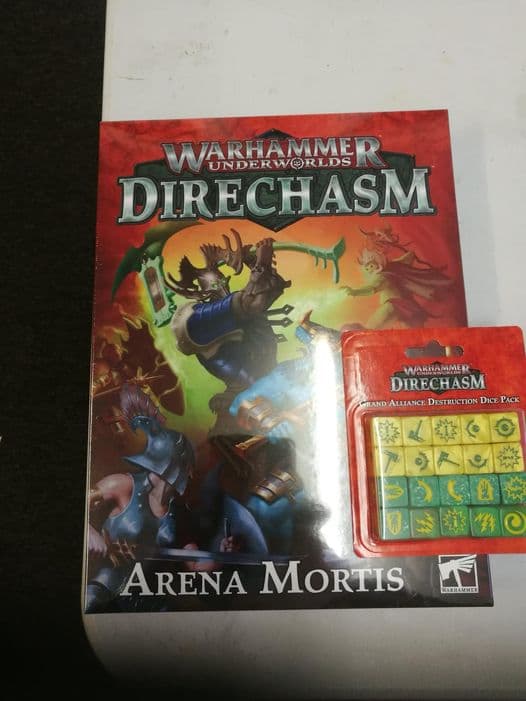 WARHAMMER
UNDERWORLDS
DIRECHASM
WARHAMMER
UNDERWORLDS
DIRECHASM
GRAND ALLIANCE DESTRUCTION DICE PACK
ARENA MORTIS
WARHAMMER